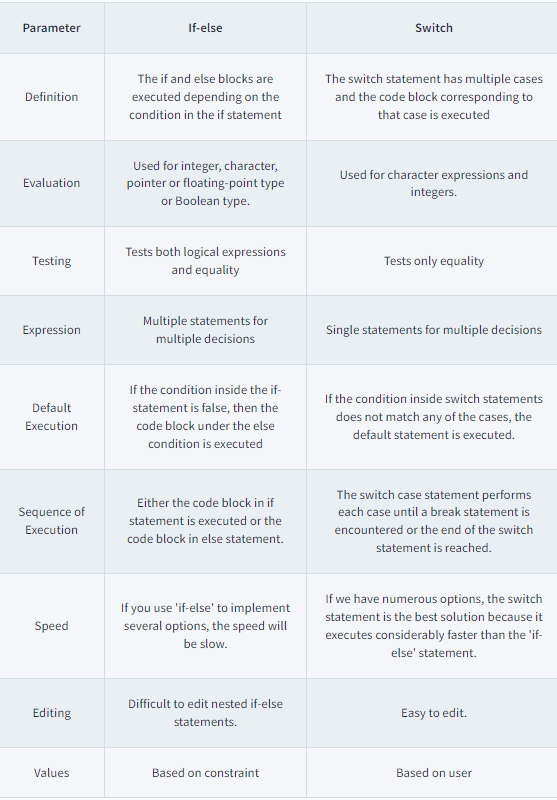 Parameter
If-else
Switch
Definition
The if and else blocks are
executed depending on the
condition in the if statement
The switch statement has multiple cases
and the code block corresponding to
that case is executed
Evaluation
Used for integer, character,
pointer or floating-point type
or Boolean type.
Used for character expressions and
integers.
Testing
Tests both logical expressions
and equality
Tests only equality
Expression
Multiple statements for
multiple decisions
Single statements for multiple decisions
Default
Execution
If the condition inside the if-
statement is false, then the
code block under the else
condition is executed
If the condition inside switch statements
does not match any of the cases, the
default statement is executed.
Sequence of
Execution
Either the code block in if
statement is executed or the
code block in else statement.
The switch case statement performs
each case until a break statement is
encountered or the end of the switch
statement is reached.
Speed
If you use 'if-else' to implement
several options, the speed will
be slow.
If we have numerous options, the switch
statement is the best solution because it
executes considerably faster than the 'if-
else' statement.
Editing
Difficult to edit nested if-else
statements.
Easy to edit.
Values
Based on constraint
Based on user